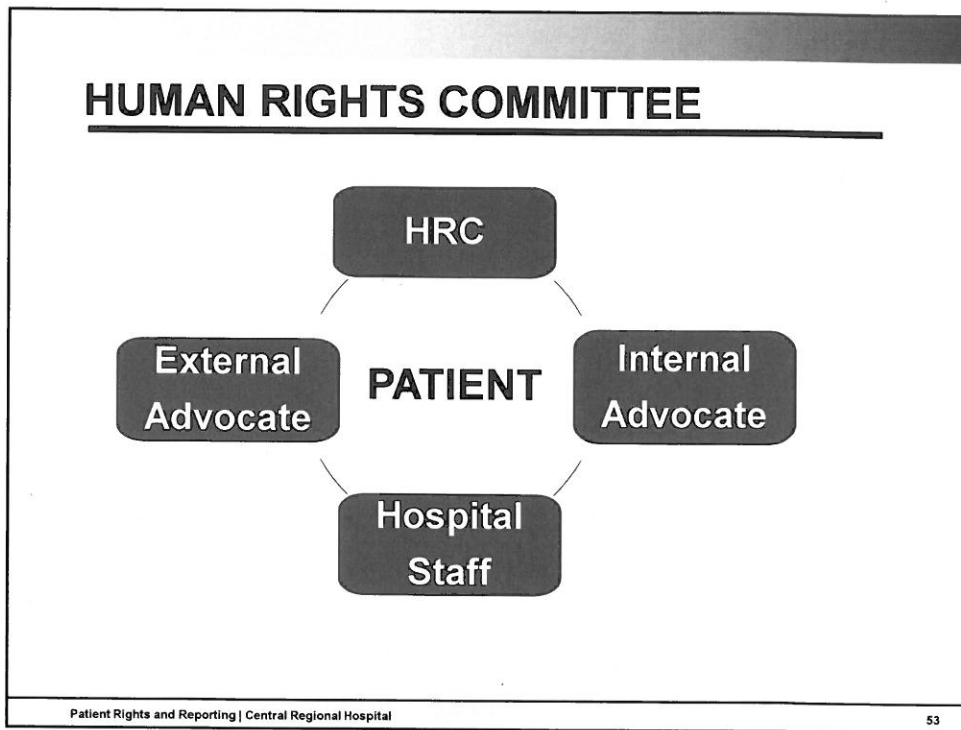 HUMAN RIGHTS COMMITTEE
HRC
External
Advocate
PATIENT
Internal
Advocate
Hospital
Staff
Patient Rights and Reporting | Central Regional Hospital
53